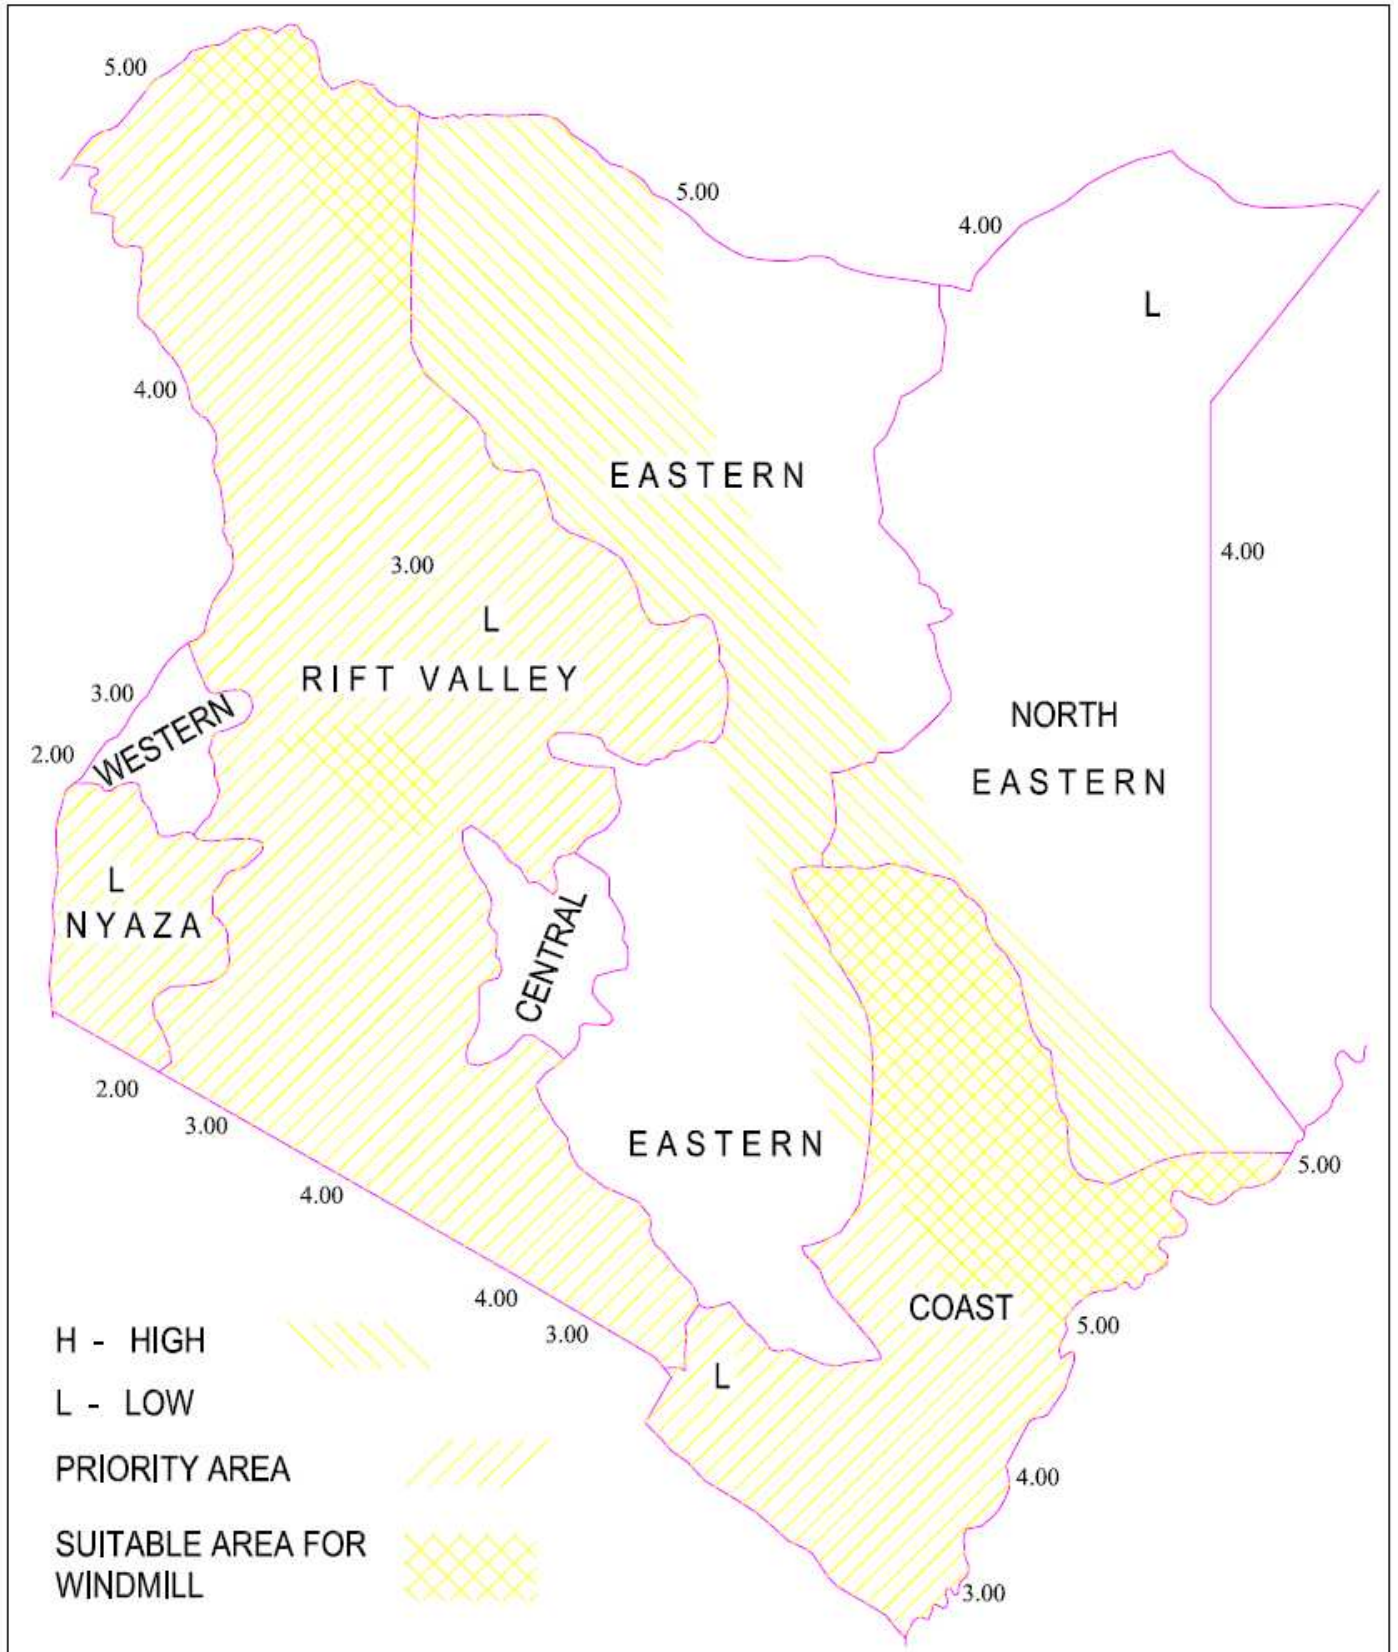 5.00
5.00
4.00
L
4.00
EASTERN
4.00
3.00
L
RIFT VALLEY
3.00
WESTERN
2.00
NORTH
EASTERN
L
NYAZA
CENTRAL
2.00
3.00
EASTERN
5.00
4.00
4.00
COAST
3.00
5.00
L
H - HIGH
L - LOW
PRIORITY AREA
4.00
SUITABLE AREA FOR
WINDMILL
3.00